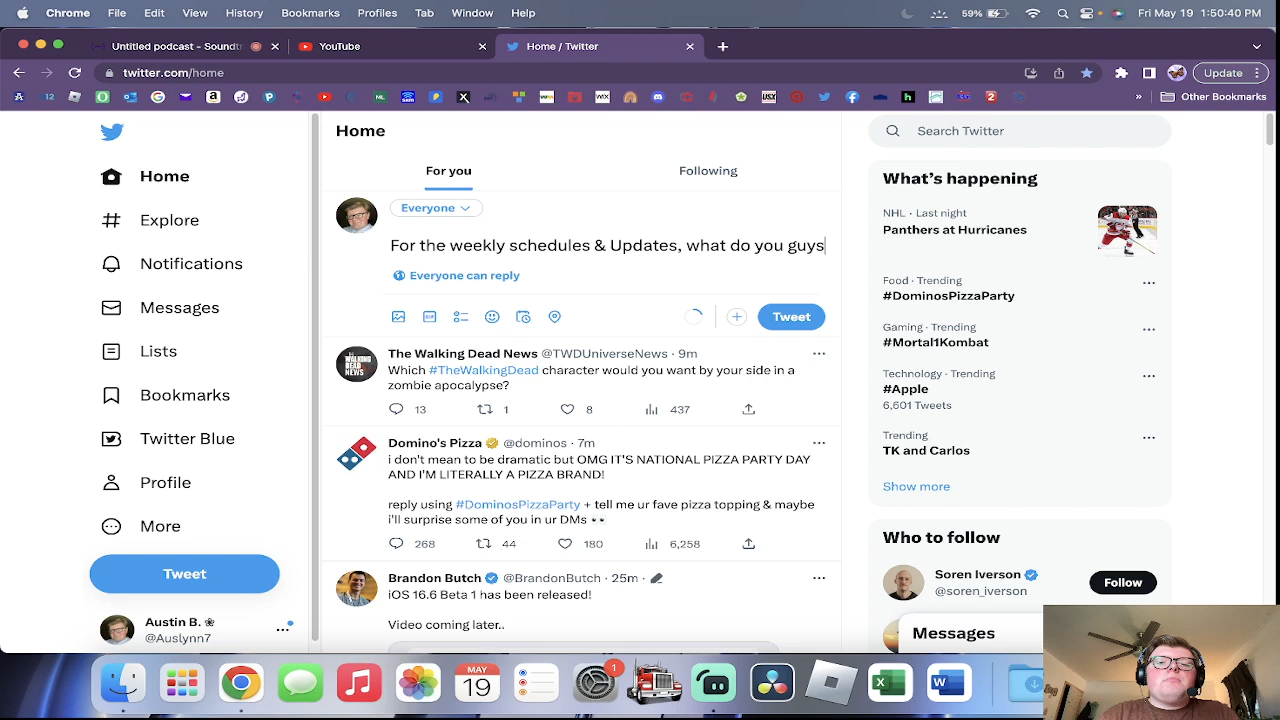 Chrome File Edit View History Bookmarks Profiles Tab Window Help
59% Fri May 19 1:50:40 PM
Untitled podcast - Soundtr
YouTube
Home / Twitter
twitter.com/home
Update
12
Other Bookmarks
Home
Search Twitter
For you
Following
Home
Explore
Notifications
Messages
Lists
Bookmarks
Twitter Blue
Profile
More
Tweet
Austin B.
@Auslynn7
Everyone
For the weekly schedules & Updates, what do you guys
Everyone can reply
GIF
Tweet
The Walking Dead News @TWDUniverseNews · 9m
Which #TheWalkingDead character would you want by your side in a
zombie apocalypse?
13 1 8 437
Domino's Pizza @dominos · 7m
i don't mean to be dramatic but OMG IT'S NATIONAL PIZZA PARTY DAY
AND I'M LITERALLY A PIZZA BRAND!
reply using #DominosPizzaParty + tell me ur fave pizza topping & maybe
i'll surprise some of you in ur DMs 👀
268 44 180 6,258
Brandon Butch @BrandonButch · 25m ·
iOS 16.6 Beta 1 has been released!
Video coming later..
What's happening
NHL · Last night
Panthers at Hurricanes
Food · Trending
#DominosPizzaParty
Gaming · Trending
#Mortal1Kombat
Technology · Trending
#Apple
6,601 Tweets
Trending
TK and Carlos
Show more
Who to follow
Soren Iverson
@soren_iverson
Follow
Messages
MAY
19
1